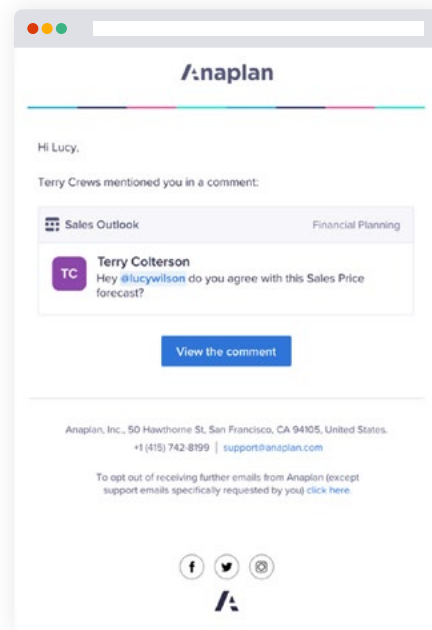 Anaplan
Hi Lucy,
Terry Crews mentioned you in a comment:
Sales Outlook
Financial Planning
TC
Terry Colterson
Hey @lucywilson do you agree with this Sales Price
forecast?
View the comment
Anaplan, Inc., 50 Hawthorne St, San Francisco, CA 94105, United States.
+1 (415) 742-8199 | support@anaplan.com
To opt out of receiving further emails from Anaplan (except
support emails specifically requested by you) click here.